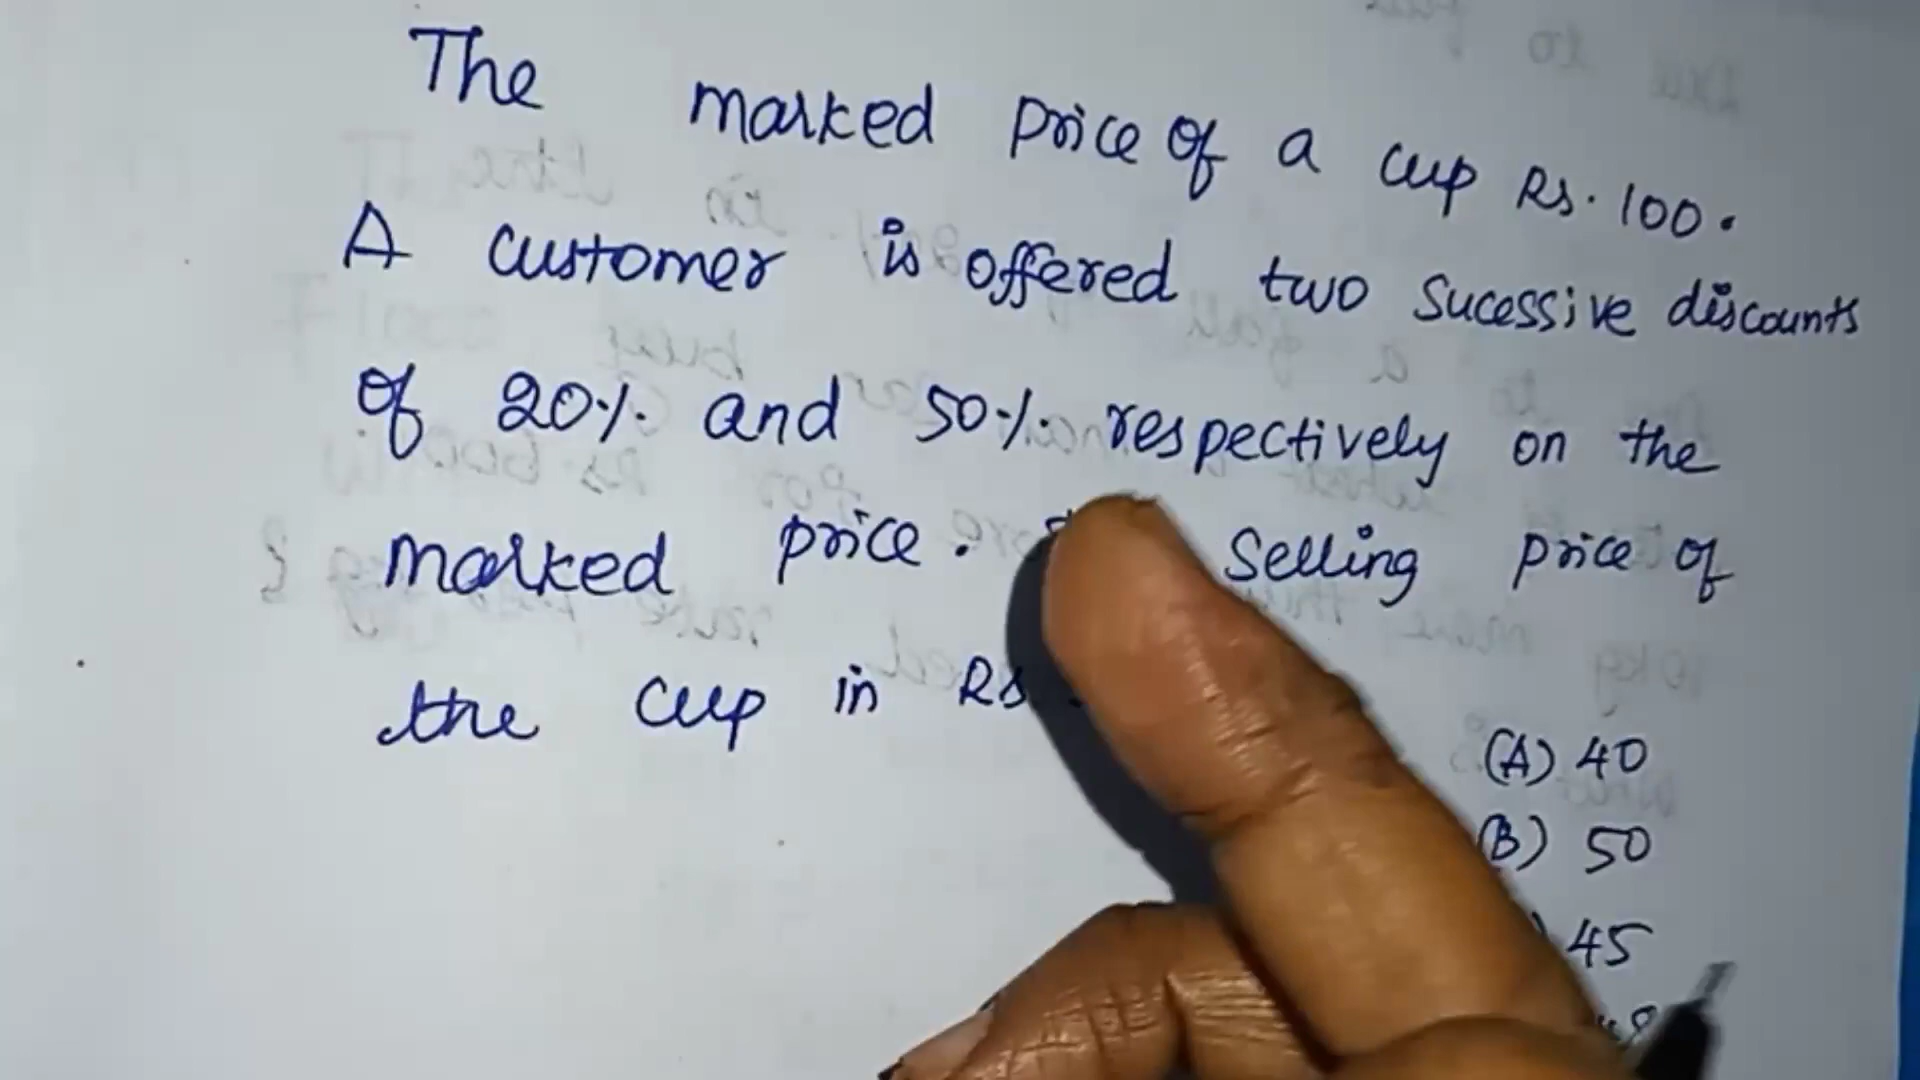 The marked price of a cup Rs. 100.
A customer is offered two Sucessive discounts
of 20% and 50% respectively on the
marked price. Selling price of
the cup in Rs
(A) 40
(B) 50
45